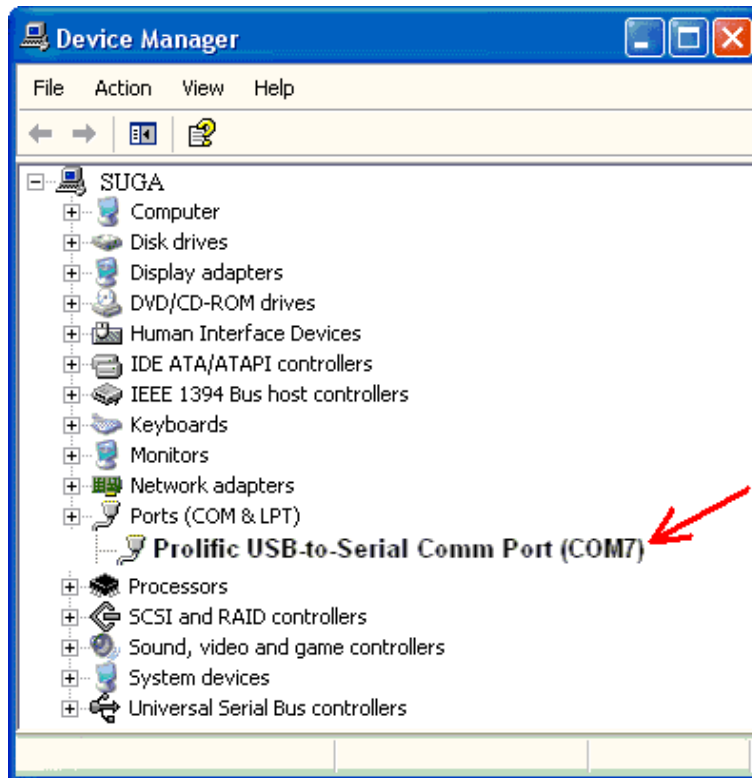 Device Manager
File Action View Help
SUGA
Computer
Disk drives
Display adapters
DVD/CD-ROM drives
Human Interface Devices
IDE ATA/ATAPI controllers
IEEE 1394 Bus host controllers
Keyboards
Monitors
Network adapters
Ports (COM & LPT)
Prolific USB-to-Serial Comm Port (COM7)
Processors
SCSI and RAID controllers
Sound, video and game controllers
System devices
Universal Serial Bus controllers